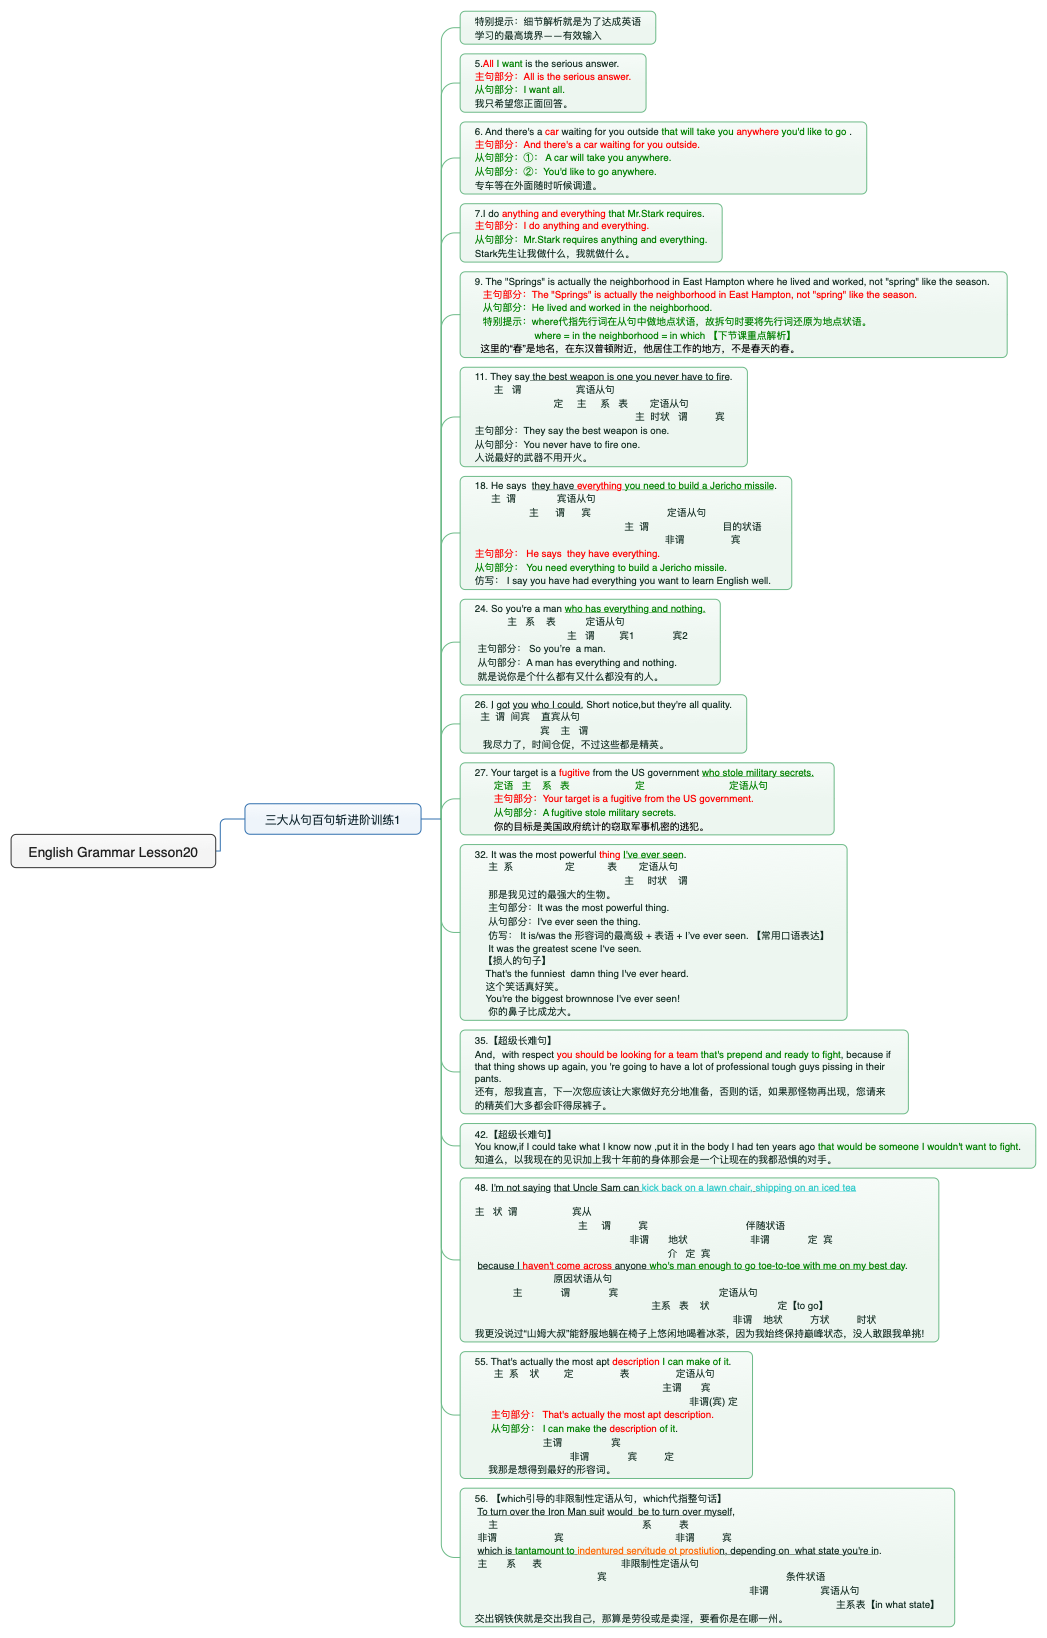 English Grammar Lesson20
三大从句百句斩进阶训练1
特别提示：细节解析就是为了达成英语
学习的最高境界——有效输入
5.All I want is the serious answer.
主句部分：All is the serious answer.
从句部分：I want all.
我只希望您正面回答。
6. And there's a car waiting for you outside that will take you anywhere you'd like to go .
主句部分：And there's a car waiting for you outside.
从句部分：①： A car will take you anywhere.
从句部分：②：You'd like to go anywhere.
专车等在外面随时听候调遣。
7.I do anything and everything that Mr.Stark requires.
主句部分：I do anything and everything.
从句部分：Mr.Stark requires anything and everything.
Stark先生让我做什么，我就做什么。
9. The "Springs" is actually the neighborhood in East Hampton where he lived and worked, not "spring" like the season.
主句部分：The "Springs" is actually the neighborhood in East Hampton, not "spring" like the season.
从句部分：He lived and worked in the neighborhood.
特别提示：where代指先行词在从句中做地点状语，故拆句时要将先行词还原为地点状语。
where = in the neighborhood = in which 【下节课重点解析】
这里的“春”是地名，在东汉普顿附近，他居住工作的地方，不是春天的春。
11. They say the best weapon is one you never have to fire.
主 谓 宾语从句
定 主 系 表 定语从句
主 时状 谓 宾
主句部分：They say the best weapon is one.
从句部分：You never have to fire one.
人说最好的武器不用开火。
18. He says they have everything you need to build a Jericho missile.
主 谓 宾语从句
主 谓 宾 定语从句
主 谓 目的状语
非谓 宾
主句部分： He says they have everything.
从句部分： You need everything to build a Jericho missile.
仿写： I say you have had everything you want to learn English well.
24. So you're a man who has everything and nothing.
主 系 表 定语从句
主 谓 宾1 宾2
主句部分： So you're a man.
从句部分：A man has everything and nothing.
就是说你是个什么都有又什么都没有的人。
26. I got you who I could. Short notice,but they're all quality.
主 谓 间宾 直宾从句
宾 主 谓
我尽力了，时间仓促，不过这些都是精英。
27. Your target is a fugitive from the US government who stole military secrets.
定语 主 系 表 定 定语从句
主句部分：Your target is a fugitive from the US government.
从句部分：A fugitive stole military secrets.
你的目标是美国政府统计的窃取军事机密的逃犯。
32. It was the most powerful thing I've ever seen.
主 系 定 表 定语从句
主 时状 谓
那是我见过的最强大的生物。
主句部分：It was the most powerful thing.
从句部分：I've ever seen the thing.
仿写： It is/was the 形容词的最高级 + 表语 + I've ever seen. 【常用口语表达】
It was the greatest scene I've seen.
【损人的句子】
That's the funniest damn thing I've ever heard.
这个笑话真好笑。
You're the biggest brownnose I've ever seen!
你的鼻子比成龙大。
35.【超级长难句】
And，with respect you should be looking for a team that's prepend and ready to fight, because if
that thing shows up again, you 're going to have a lot of professional tough guys pissing in their
pants.
还有，恕我直言，下一次您应该让大家做好充分地准备，否则的话，如果那怪物再出现，您请来
的精英们大多都会吓得尿裤子。
42.【超级长难句】
You know,if I could take what I know now ,put it in the body I had ten years ago that would be someone I wouldn't want to fight.
知道么，以我现在的见识加上我十年前的身体那会是一个让现在的我都恐惧的对手。
48. I'm not saying that Uncle Sam can kick back on a lawn chair, shipping on an iced tea
主 状 谓 宾从
主 谓 宾 伴随状语
非谓 地状 非谓 定 宾
介 定 宾
because I haven't come across anyone who's man enough to go toe-to-toe with me on my best day.
原因状语从句
主 谓 宾 定语从句
主系 表 状 定【to go】
非谓 地状 方状 时状
我更没说过“山姆大叔”能舒服地躺在椅子上悠闲地喝着冰茶，因为我始终保持巅峰状态，没人敢跟我单挑!
55. That's actually the most apt description I can make of it.
主 系 状 定 表 定语从句
主谓 宾
非谓(宾) 定
主句部分： That's actually the most apt description.
从句部分： I can make the description of it.
主谓 宾
非谓 宾 定
我那是想得到最好的形容词。
56. 【which引导的非限制性定语从句，which代指整句话】
To turn over the Iron Man suit would be to turn over myself,
主 系 表
非谓 宾 非谓 宾
which is tantamount to indentured servitude ot prostiution. depending on what state you're in.
主 系 表 非限制性定语从句
宾 条件状语
非谓 宾语从句
主系表【in what state】
交出钢铁侠就是交出我自己，那算是劳役或是卖淫，要看你是在哪一州。